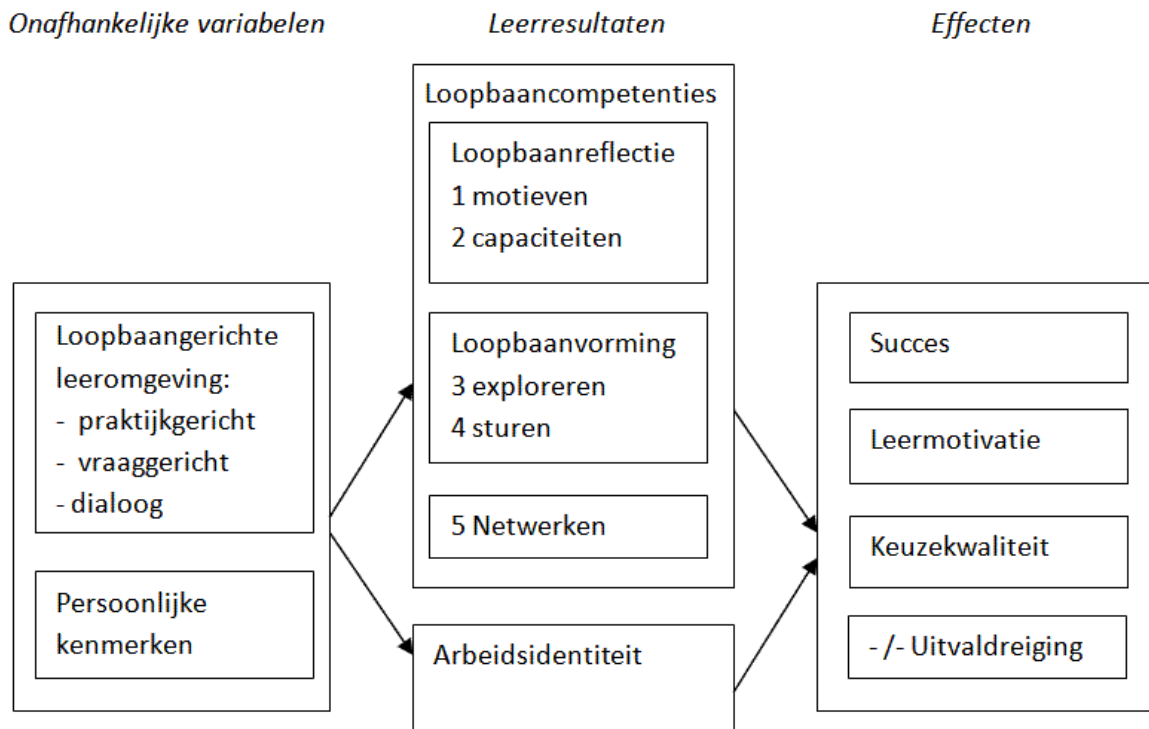 Onafhankelijke variabelen
Leerresultaten
Effecten
Loopbaangerichte
leeromgeving:
- praktijkgericht
- vraaggericht
- dialoog
Persoonlijke
kenmerken
Loopbaancompetenties
Loopbaanreflectie
1 motieven
2 capaciteiten
Loopbaanvorming
3 exploreren
4 sturen
5 Netwerken
Arbeidsidentiteit
Succes
Leermotivatie
Keuzekwaliteit
- /- Uitvaldreiging